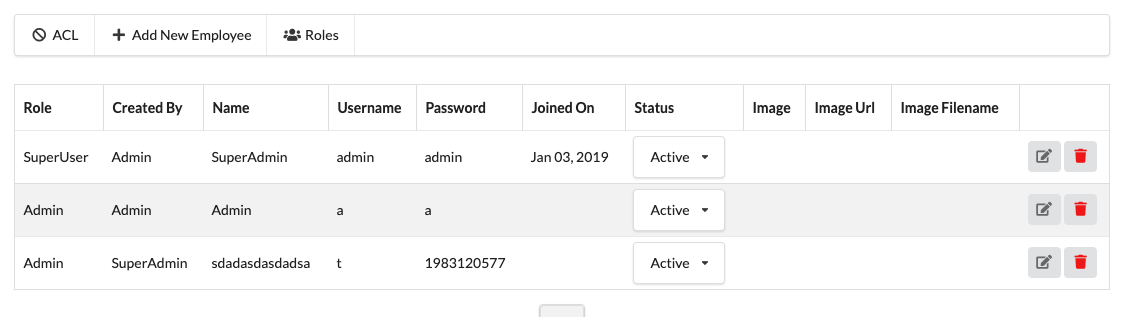 ACL Add New Employee Roles
Role Created By Name Username Password Joined On Status Image Image Url Image Filename
SuperUser Admin SuperAdmin admin admin Jan 03, 2019 Active
Admin Admin Admin a a Active
Admin SuperAdmin sdadasdasdadsa t 1983120577 Active